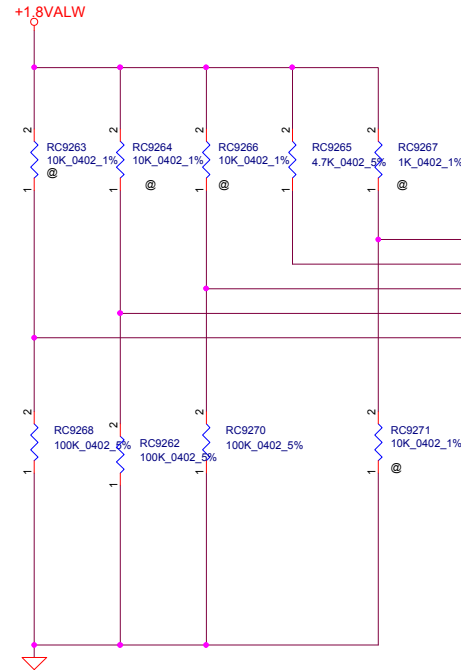 +1.8VALW
2
RC9263
10K_0402_1%
@
1
2
RC9264
10K_0402_1%
@
1
2
RC9266
10K_0402_1%
@
1
2
RC9265
4.7K_0402_5%
1
2
RC9267
1K_0402_1%
@
1
2
RC9268
100K_0402_5%
1
2
RC9262
100K_0402_5%
1
2
RC9270
100K_0402_5%
1
2
RC9271
10K_0402_1%
@
1